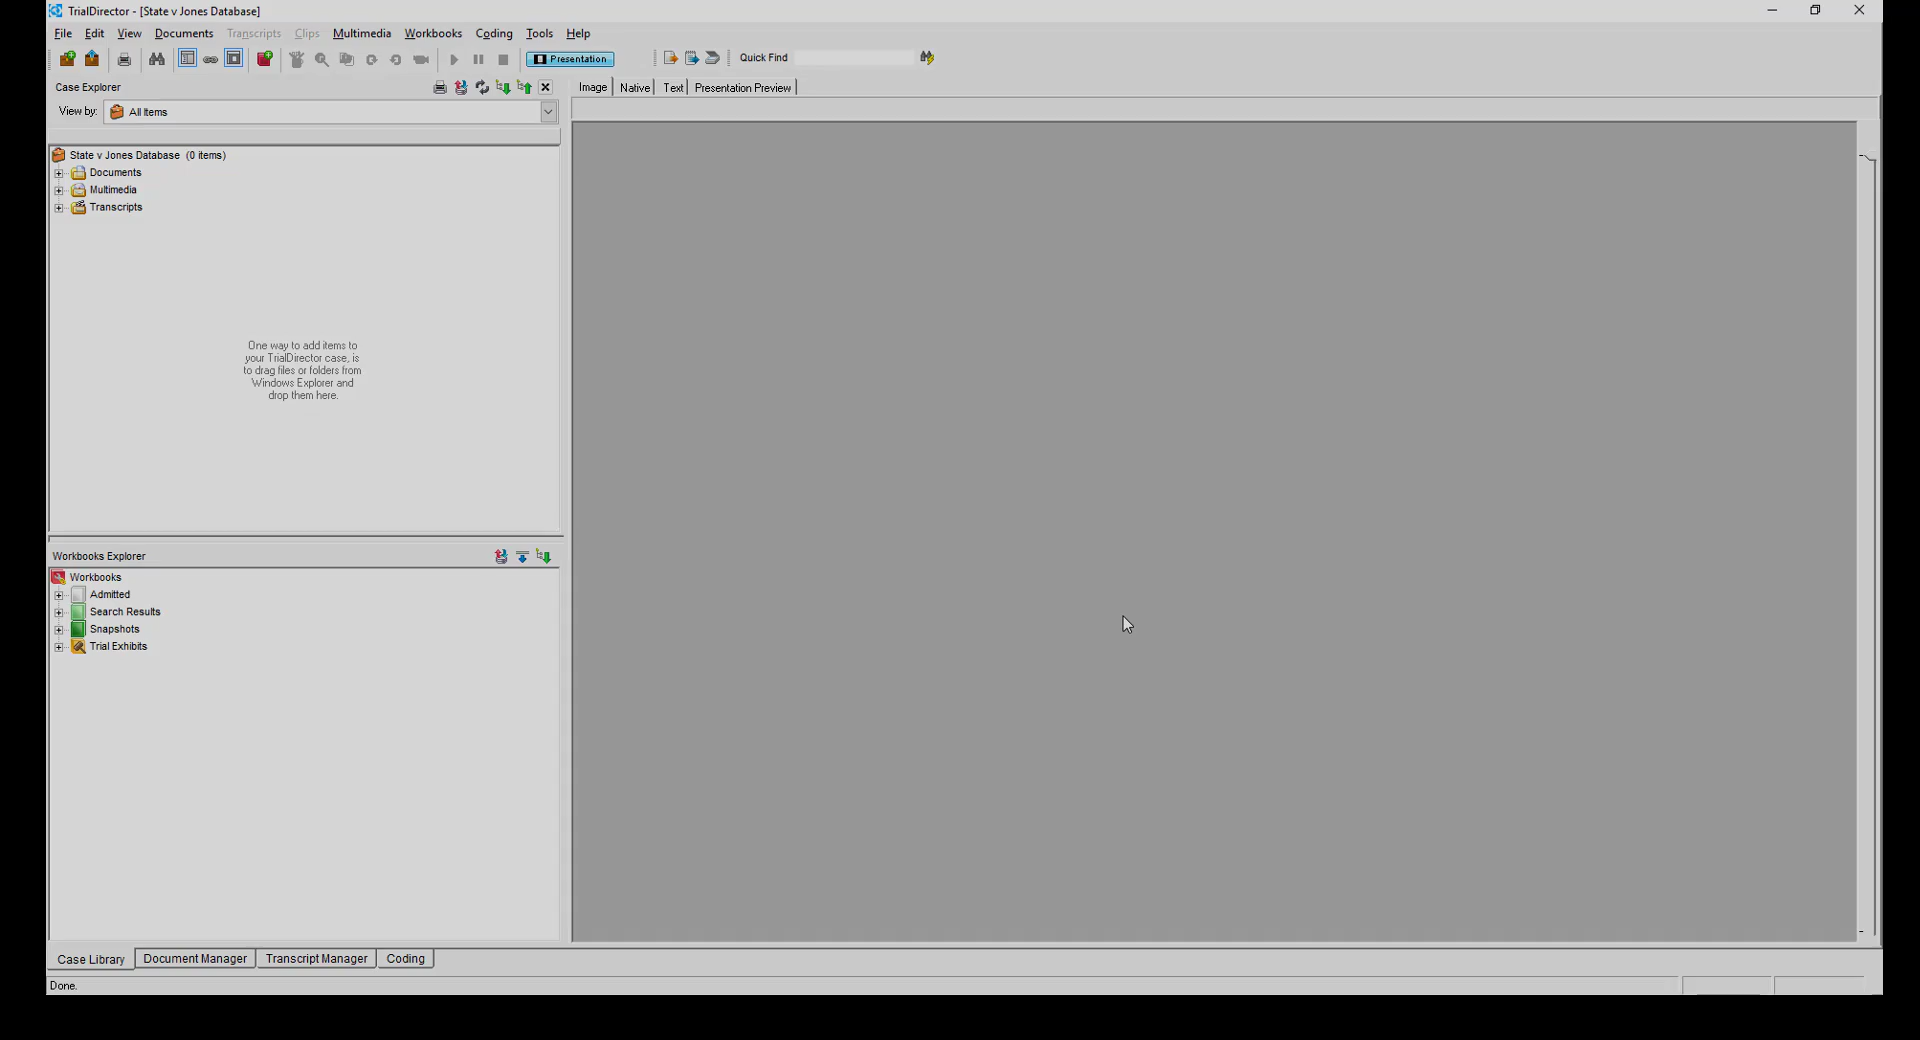 TrialDirector - [State v Jones Database]
File Edit View Documents Transcripts Clips Multimedia Workbooks Coding Tools Help
Presentation Quick Find
Case Explorer
View by: All Items
Image Native Text Presentation Preview
State v Jones Database (0 items)
Documents
Multimedia
Transcripts
One way to add items to
your TrialDirector case, is
to drag files or folders from
Windows Explorer and
drop them here.
Workbooks Explorer
Workbooks
Admitted
Search Results
Snapshots
Trial Exhibits
Case Library Document Manager Transcript Manager Coding
Done.